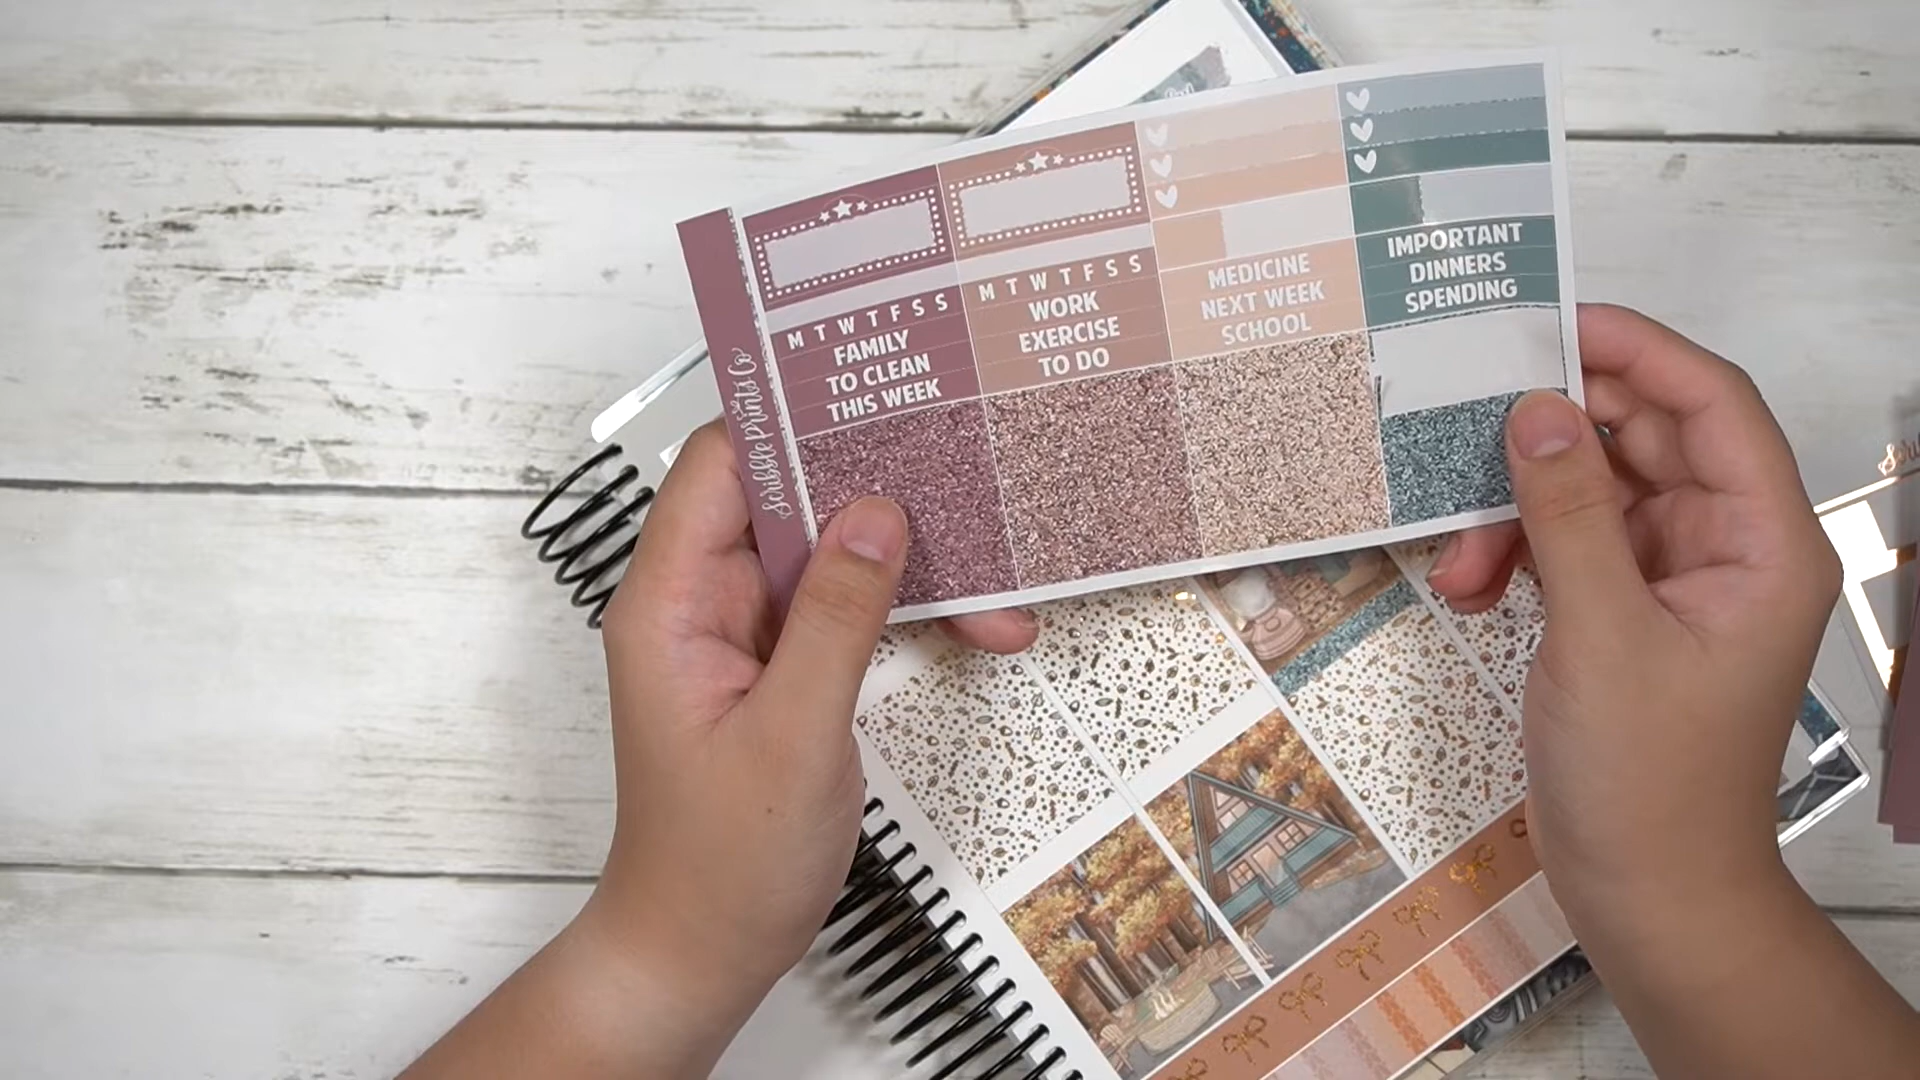 Scribble Prints Co
M T W T F S S
FAMILY
TO CLEAN
THIS WEEK
M T W T F S S
WORK
EXERCISE
TO DO
MEDICINE
NEXT WEEK
SCHOOL
IMPORTANT
DINNERS
SPENDING